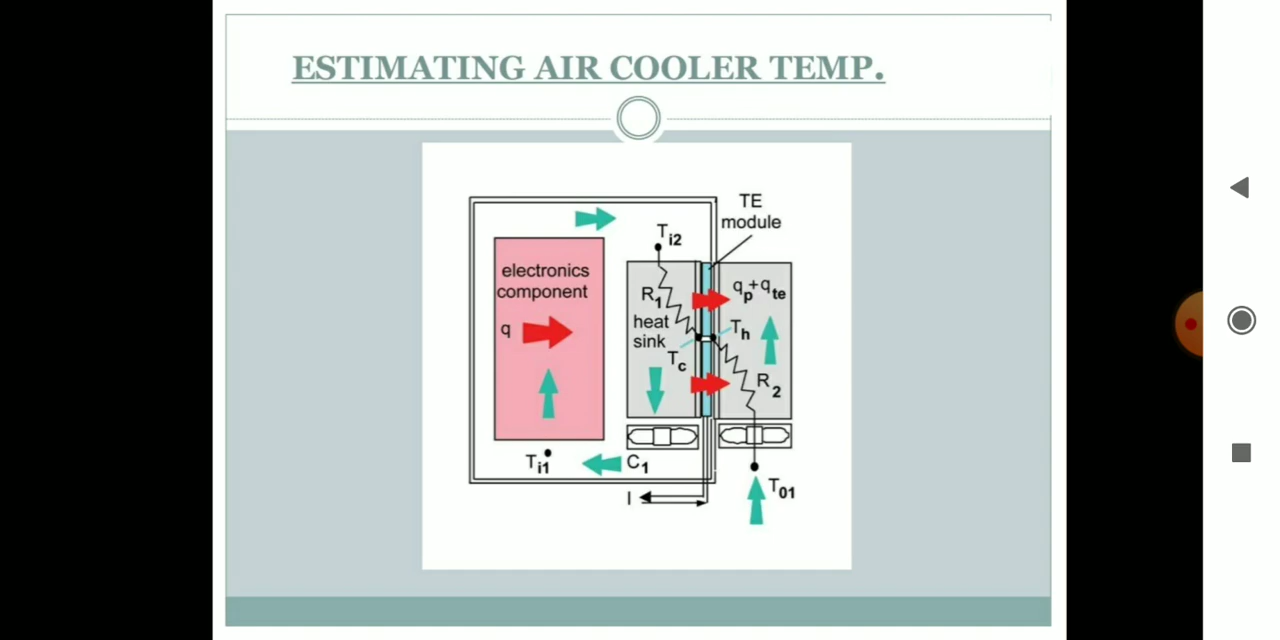 ESTIMATING AIR COOLER TEMP.
TE
module
Ti2
electronics
component
R1
qp+qte
q
heat
sink
Th
Tc
R2
Ti1
C1
I
T01